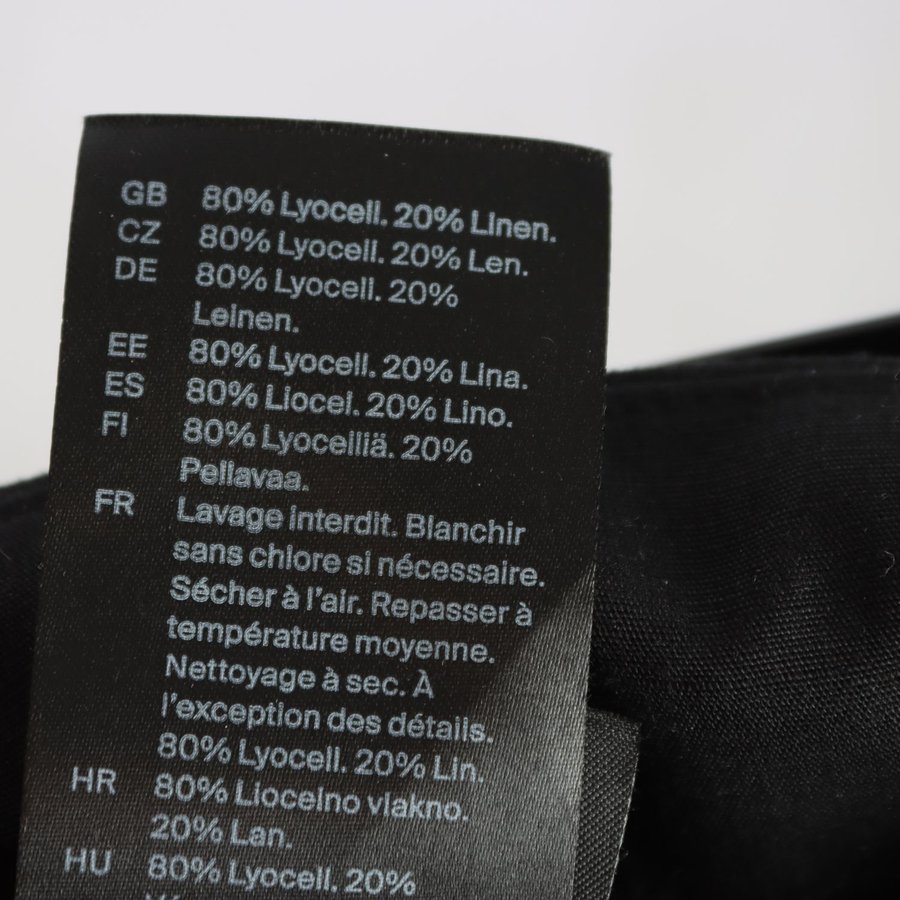 GB 80% Lyocell. 20% Linen.
CZ 80% Lyocell. 20% Len.
DE 80% Lyocell. 20%
Leinen.
EE 80% Lyocell. 20% Lina.
ES 80% Liocel. 20% Lino.
FI 80% Lyocelliä. 20%
Pellavaa.
FR Lavage interdit. Blanchir
sans chlore si nécessaire.
Sécher à l'air. Repasser à
température moyenne.
Nettoyage à sec. À
l'exception des détails.
80% Lyocell. 20% Lin.
HR 80% Liocelno vlakno.
20% Lan.
HU 80% Lyocell. 20%